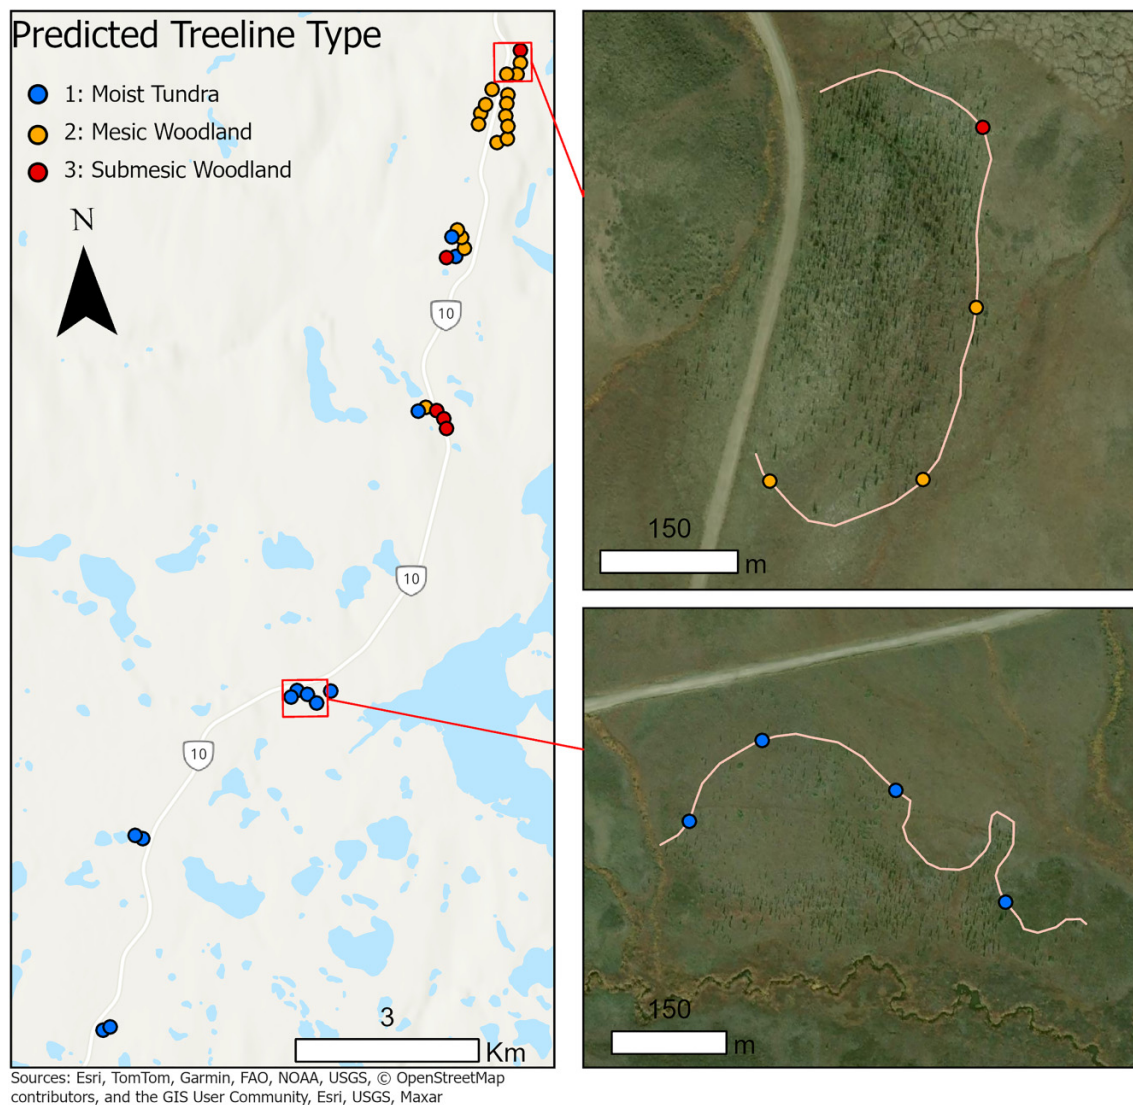 Predicted Treeline Type
1: Moist Tundra
2: Mesic Woodland
3: Submesic Woodland
N
10
10
10
3
Km
150
m
150
m
Sources: Esri, TomTom, Garmin, FAO, NOAA, USGS, © OpenStreetMap
contributors, and the GIS User Community, Esri, USGS, Maxar